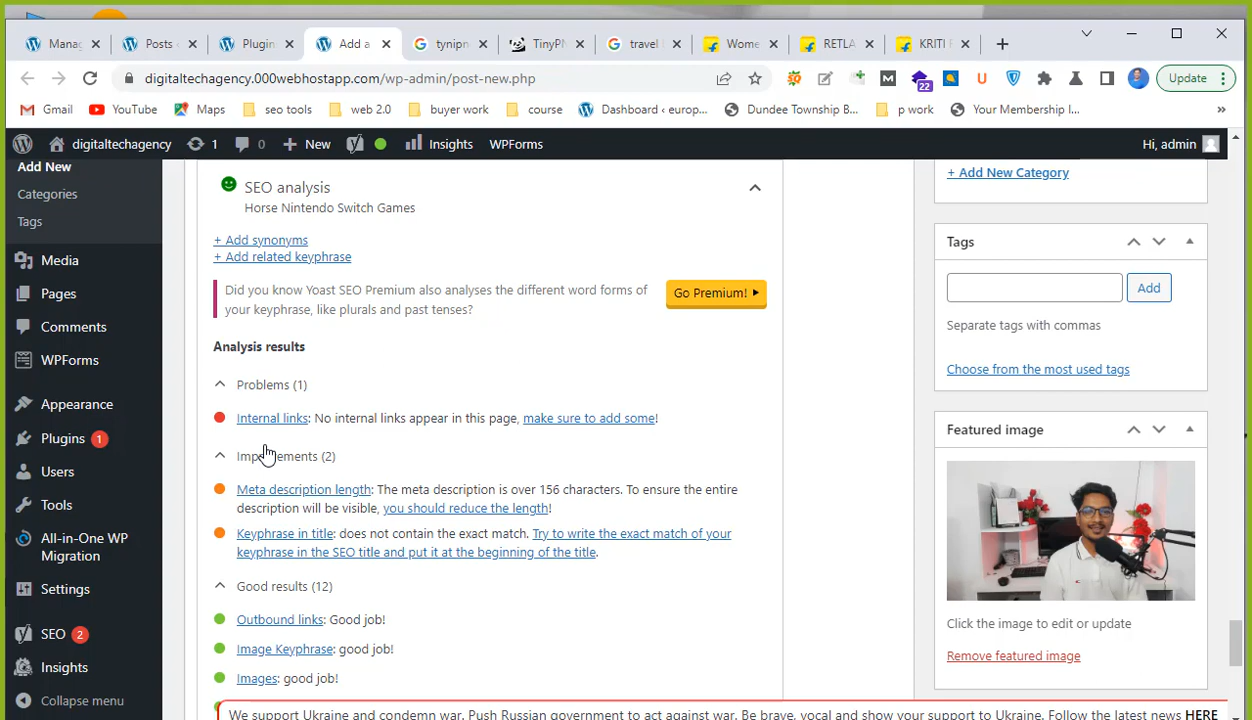 Manag
Posts ‹
Plugin
Add a
tynipn
TinyPN
travel
Wome
RETLA
KRITI
digitaltechagency.000webhostapp.com/wp-admin/post-new.php
22
Update
Gmail
YouTube
Maps
seo tools
web 2.0
buyer work
course
Dashboard ‹ europ...
Dundee Township B...
p work
Your Membership I...
»
digitaltechagency
1
0
New
Insights
WPForms
Hi, admin
Add New
Categories
Tags
Media
Pages
Comments
WPForms
Appearance
Plugins 1
Users
Tools
All-in-One WP
Migration
Settings
SEO 2
Insights
Collapse menu
SEO analysis
Horse Nintendo Switch Games
+ Add synonyms
+ Add related keyphrase
Did you know Yoast SEO Premium also analyses the different word forms of
your keyphrase, like plurals and past tenses?
Go Premium!
Analysis results
Problems (1)
Internal links: No internal links appear in this page, make sure to add some!
(2)
Meta description length: The meta description is over 156 characters. To ensure the entire
description will be visible, you should reduce the length!
Keyphrase in title: does not contain the exact match. Try to write the exact match of your
keyphrase in the SEO title and put it at the beginning of the title.
Good results (12)
Outbound links: Good job!
Image Keyphrase: good job!
Images: good job!
We support Ukraine and condemn war. Push Russian government to act against war. Be brave, vocal and show your support to Ukraine. Follow the latest news HERE
+ Add New Category
Tags
Add
Separate tags with commas
Choose from the most used tags
Featured image
Click the image to edit or update
Remove featured image